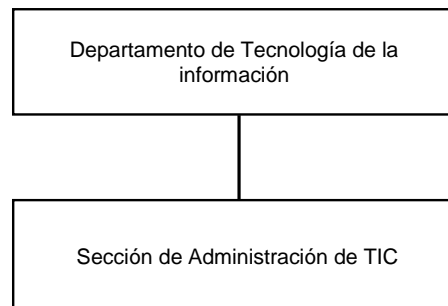 Departamento de Tecnología de la
información
Sección de Administración de TIC